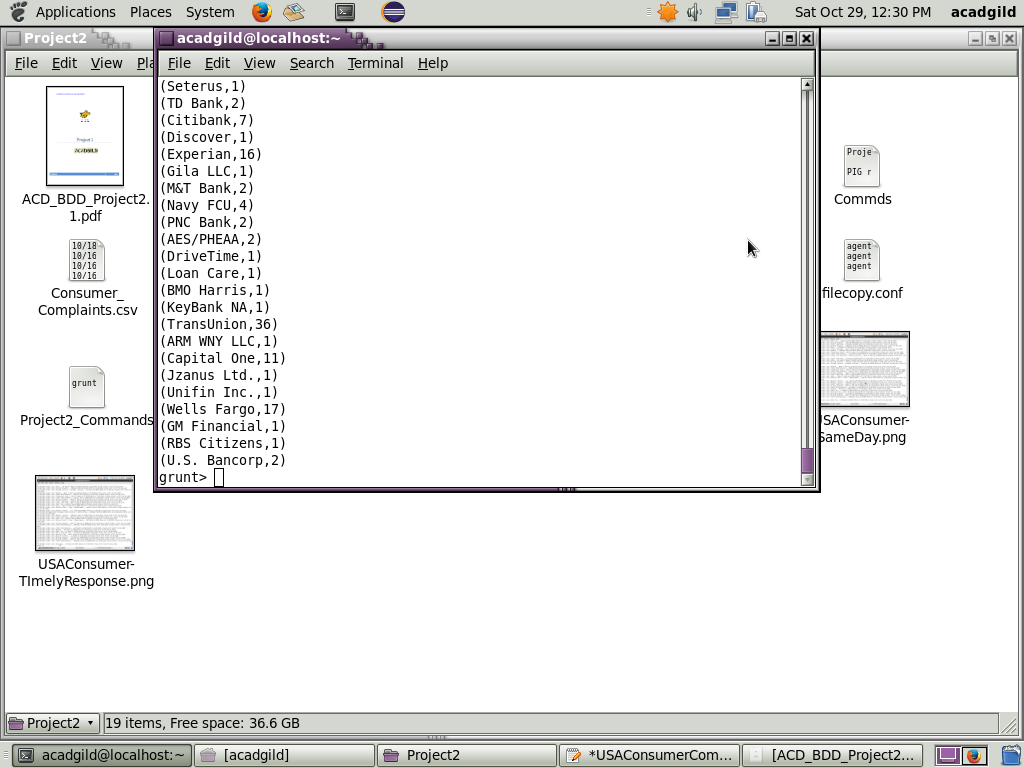 Applications Places System Sat Oct 29, 12:30 PM acadgild
Project2
acadgild@localhost:~
File Edit View Pla
File Edit View Search Terminal Help
(Seterus,1)
(TD Bank,2)
(Citibank,7)
(Discover,1)
(Experian,16)
(Gila LLC,1)
(M&T Bank,2)
(Navy FCU,4)
(PNC Bank,2)
(AES/PHEAA,2)
(DriveTime,1)
(Loan Care,1)
(BMO Harris,1)
(KeyBank NA,1)
(TransUnion,36)
(ARM WNY LLC,1)
(Capital One,11)
(Jzanus Ltd.,1)
(Unifin Inc.,1)
(Wells Fargo,17)
(GM Financial,1)
(RBS Citizens,1)
(U.S. Bancorp,2)
grunt>
Project 1
ACADGILD
ACD_BDD_Project2.
1.pdf
10/18
10/16
10/16
10/16
Consumer_
Complaints.csv
grunt
Project2_Commands
USAConsumer-
TImelyResponse.png
Proje
PIG r
Commds
agent
agent
agent
filecopy.conf
USAConsumer-
SameDay.png
Project2 19 items, Free space: 36.6 GB
acadgild@localhost:~ [acadgild] Project2 *USAConsumerCom... [ACD_BDD_Project2...